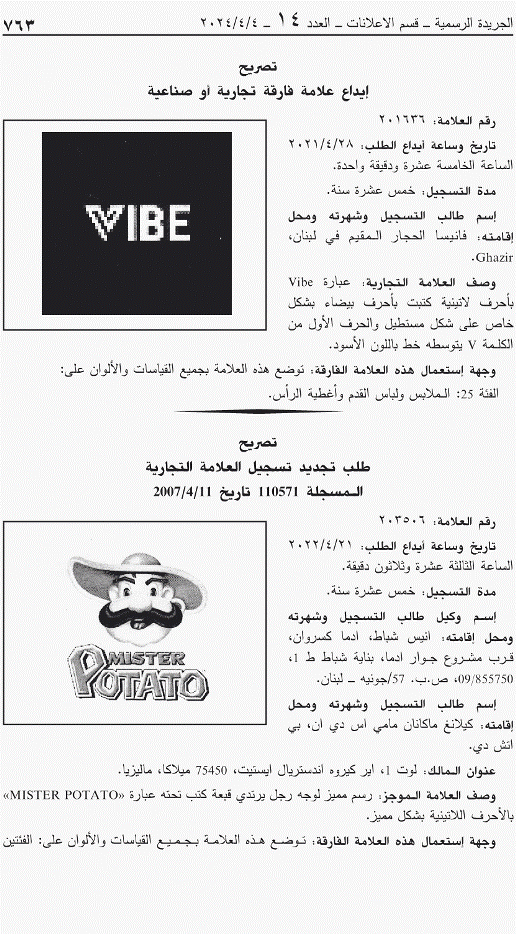 الجريدة الرسمية ــ قسم الاعلانات ــ العدد ١٤ ــ ٢٠٢٤/٤/٤
٧٦٣
تصريح
إيداع علامة فارقة تجارية أو صناعية
رقم العلامة: ٢٠١٦٣٦
تاريخ وساعة أيداع الطلب: ٢٠٢١/٤/٢٨
الساعة الخامسة عشرة ودقيقة واحدة.
مدة التسجيل: خمس عشرة سنة.
إسم طالب التسجيل وشهرته ومحل
إقامته: فانيسا الحجار المقيم في لبنان،
Ghazir.
وصف العلامة التجارية: عبارة Vibe
بأحرف لاتينية كتبت بأحرف بيضاء بشكل
خاص على شكل مستطيل والحرف الأول من
الكلمة V يتوسطه خط باللون الأسود.
VIBE
وجهة إستعمال هذه العلامة الفارقة: توضع هذه العلامة بجميع القياسات والألوان على:
الفئة 25: الملابس ولباس القدم وأغطية الرأس.
تصريح
طلب تجديد تسجيل العلامة التجارية
المسجلة 110571 تاريخ 2007/4/11
رقم العلامة: ٢٠٣٥٠٦
تاريخ وساعة أيداع الطلب: ٢٠٢٢/٤/٢١
الساعة الثالثة عشرة وثلاثون دقيقة.
مدة التسجيل: خمس عشرة سنة.
إسم وكيل طالب التسجيل وشهرته
ومحل إقامته: انيس شباط، ادما كسروان،
قرب مشروع جوار ادما، بناية شباط ط 1،
09/855750، ص.ب. 57/جونيه ــ لبنان.
إسم طالب التسجيل وشهرته ومحل
إقامته: كيلانغ ماكانان مامي اس دي ان، بي
اتش دي.
MISTER
POTATO
عنوان المالك: لوت 1، اير كيروه اندستريال ايستيت، 75450 ميلاكا، ماليزيا.
وصف العلامة الموجز: رسم مميز لوجه رجل يرتدي قبعة كتب تحته عبارة «MISTER POTATO»
بالأحرف اللاتينية بشكل مميز.
وجهة إستعمال هذه العلامة الفارقة: توضع هذه العلامة بجميع القياسات والألوان على: الفئتين